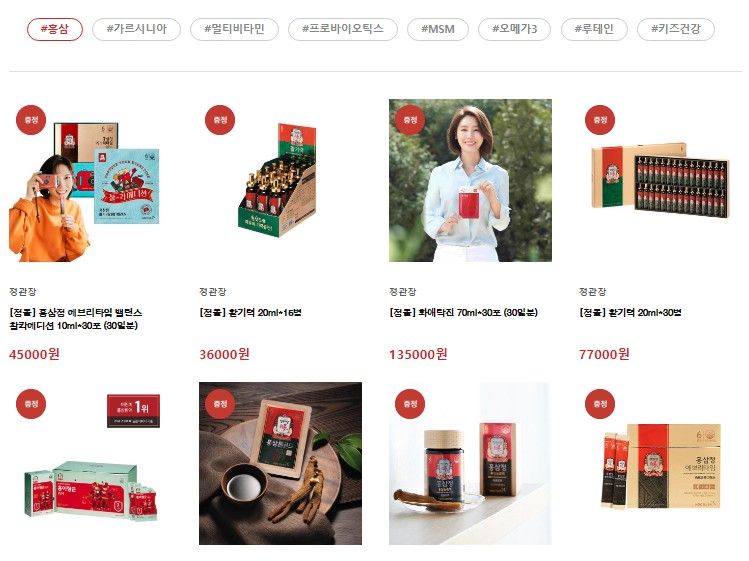 #홍삼 #가르시니아 #멀티비타민 #프로바이오틱스 #MSM #오메가3 #루테인 #키즈건강
증정 증정 증정 증정
정관장 정관장 정관장 정관장
[정몰] 홍삼정 에브리타임 밸런스 [정몰] 활기력 20ml*16병 [정몰] 화애락진 70ml*30포 (30일분) [정몰] 활기력 20ml*30병
찰칵에디션 10ml*30포 (30일분)
45000원 36000원 135000원 77000원
증정 증정 증정 증정
1위
홍삼정
홍삼정
에브리타임